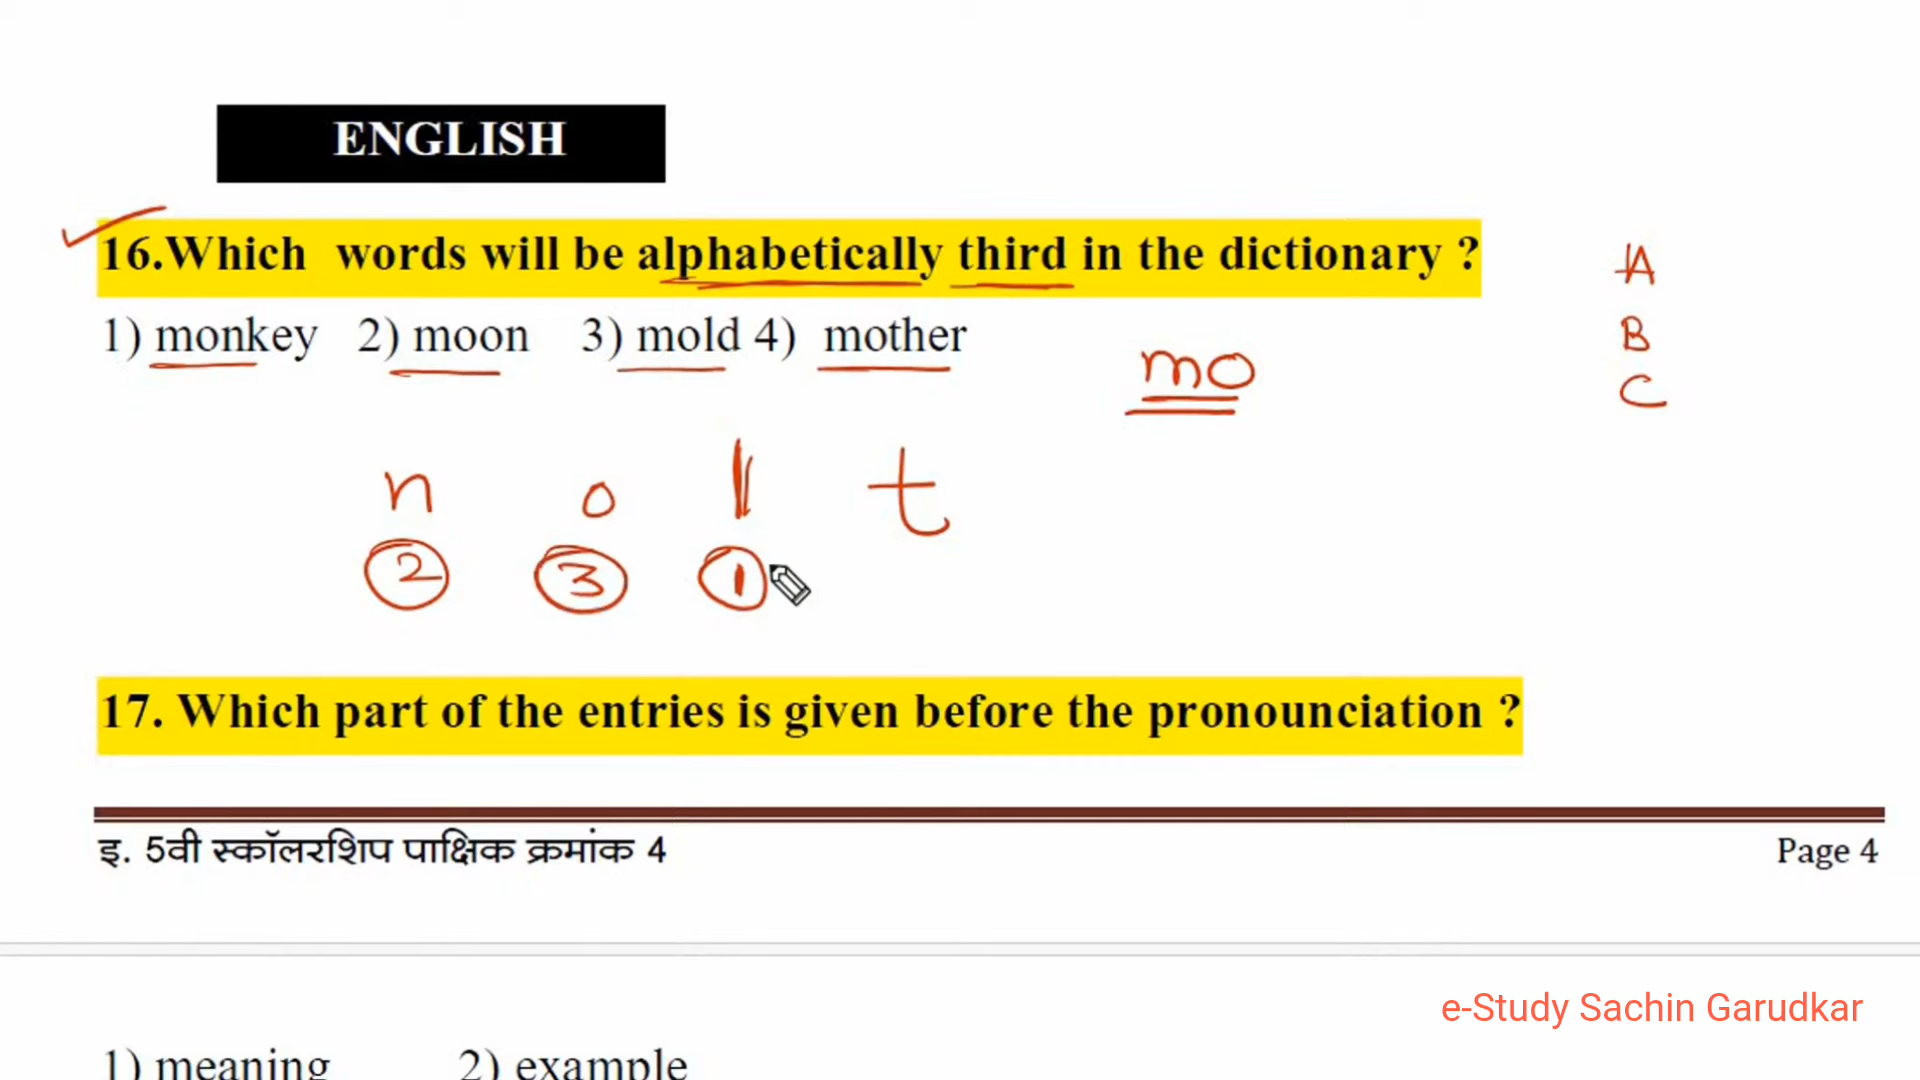 ENGLISH
16.Which words will be alphabetically third in the dictionary ?
A
1) monkey 2) moon 3) mold 4) mother
B
mo
C
n o l t
2 3 1
17. Which part of the entries is given before the pronounciation ?
इ. 5वी स्कॉलरशिप पाक्षिक क्रमांक 4 Page 4
e-Study Sachin Garudkar
1) meaning 2) example